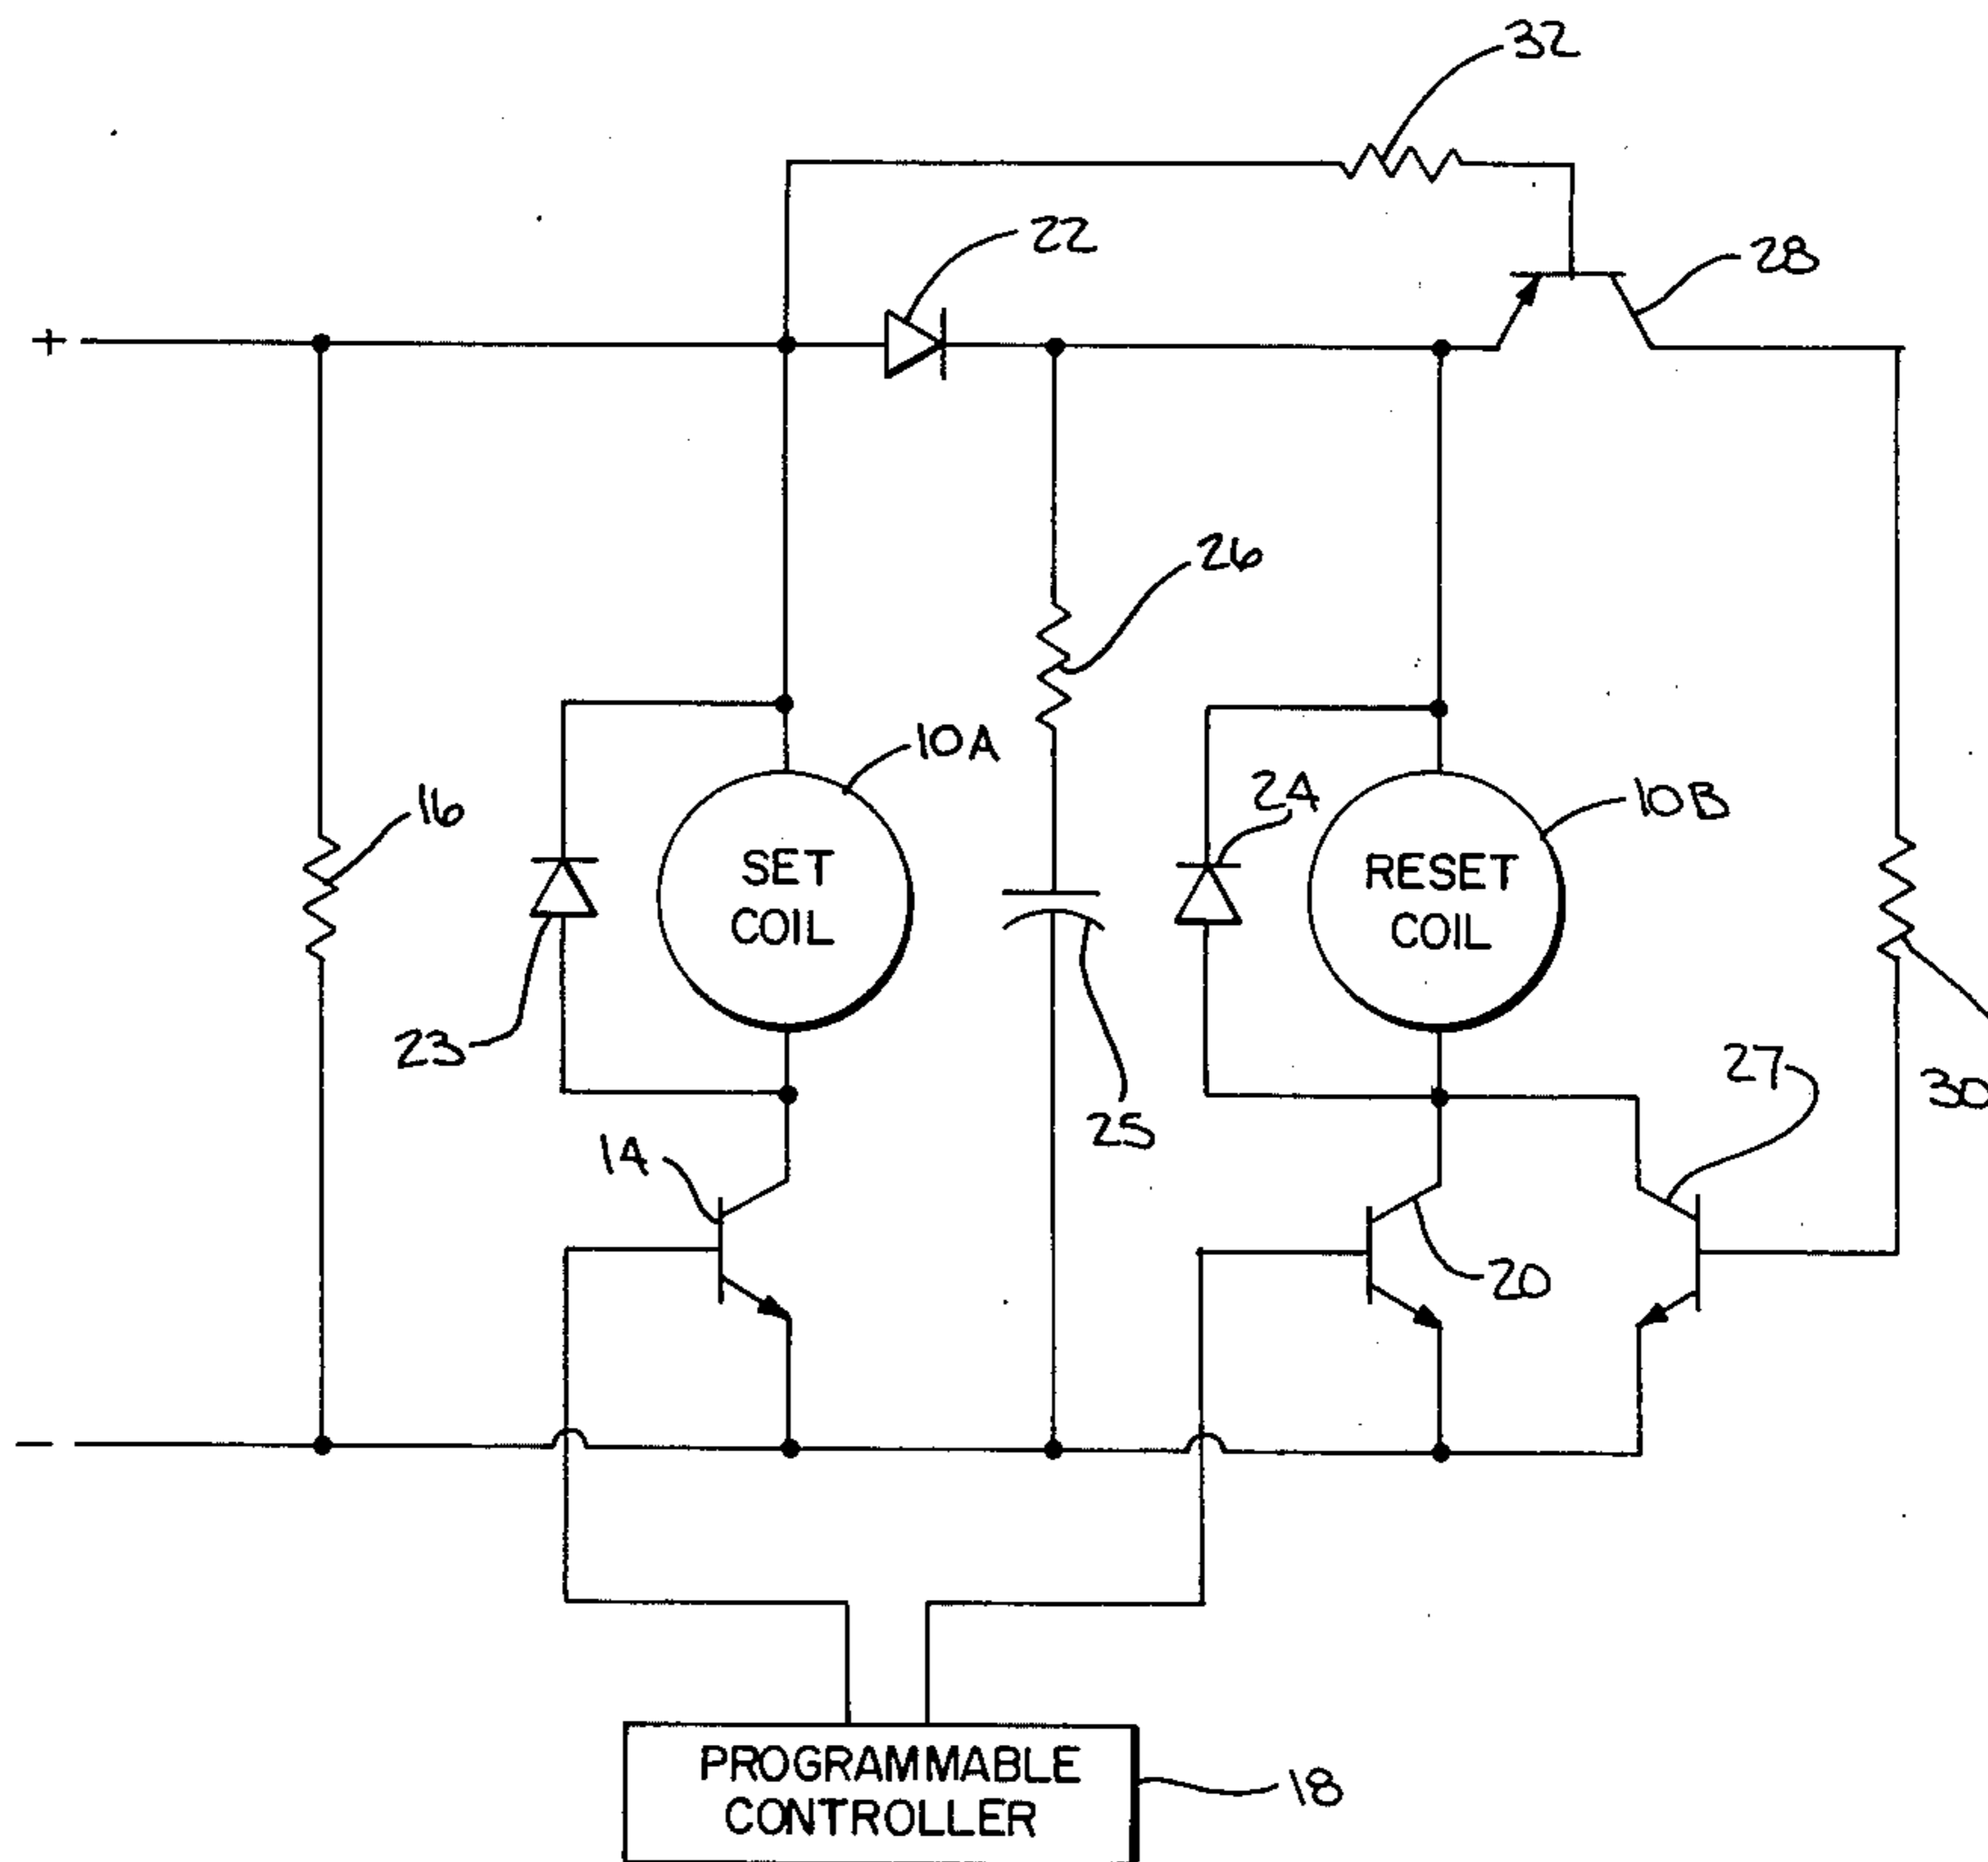 32
22
28
+
26
10A
10B
24
16
SET
COIL
RESET
COIL
23
27
30
25
14
20
—
PROGRAMMABLE
CONTROLLER
18